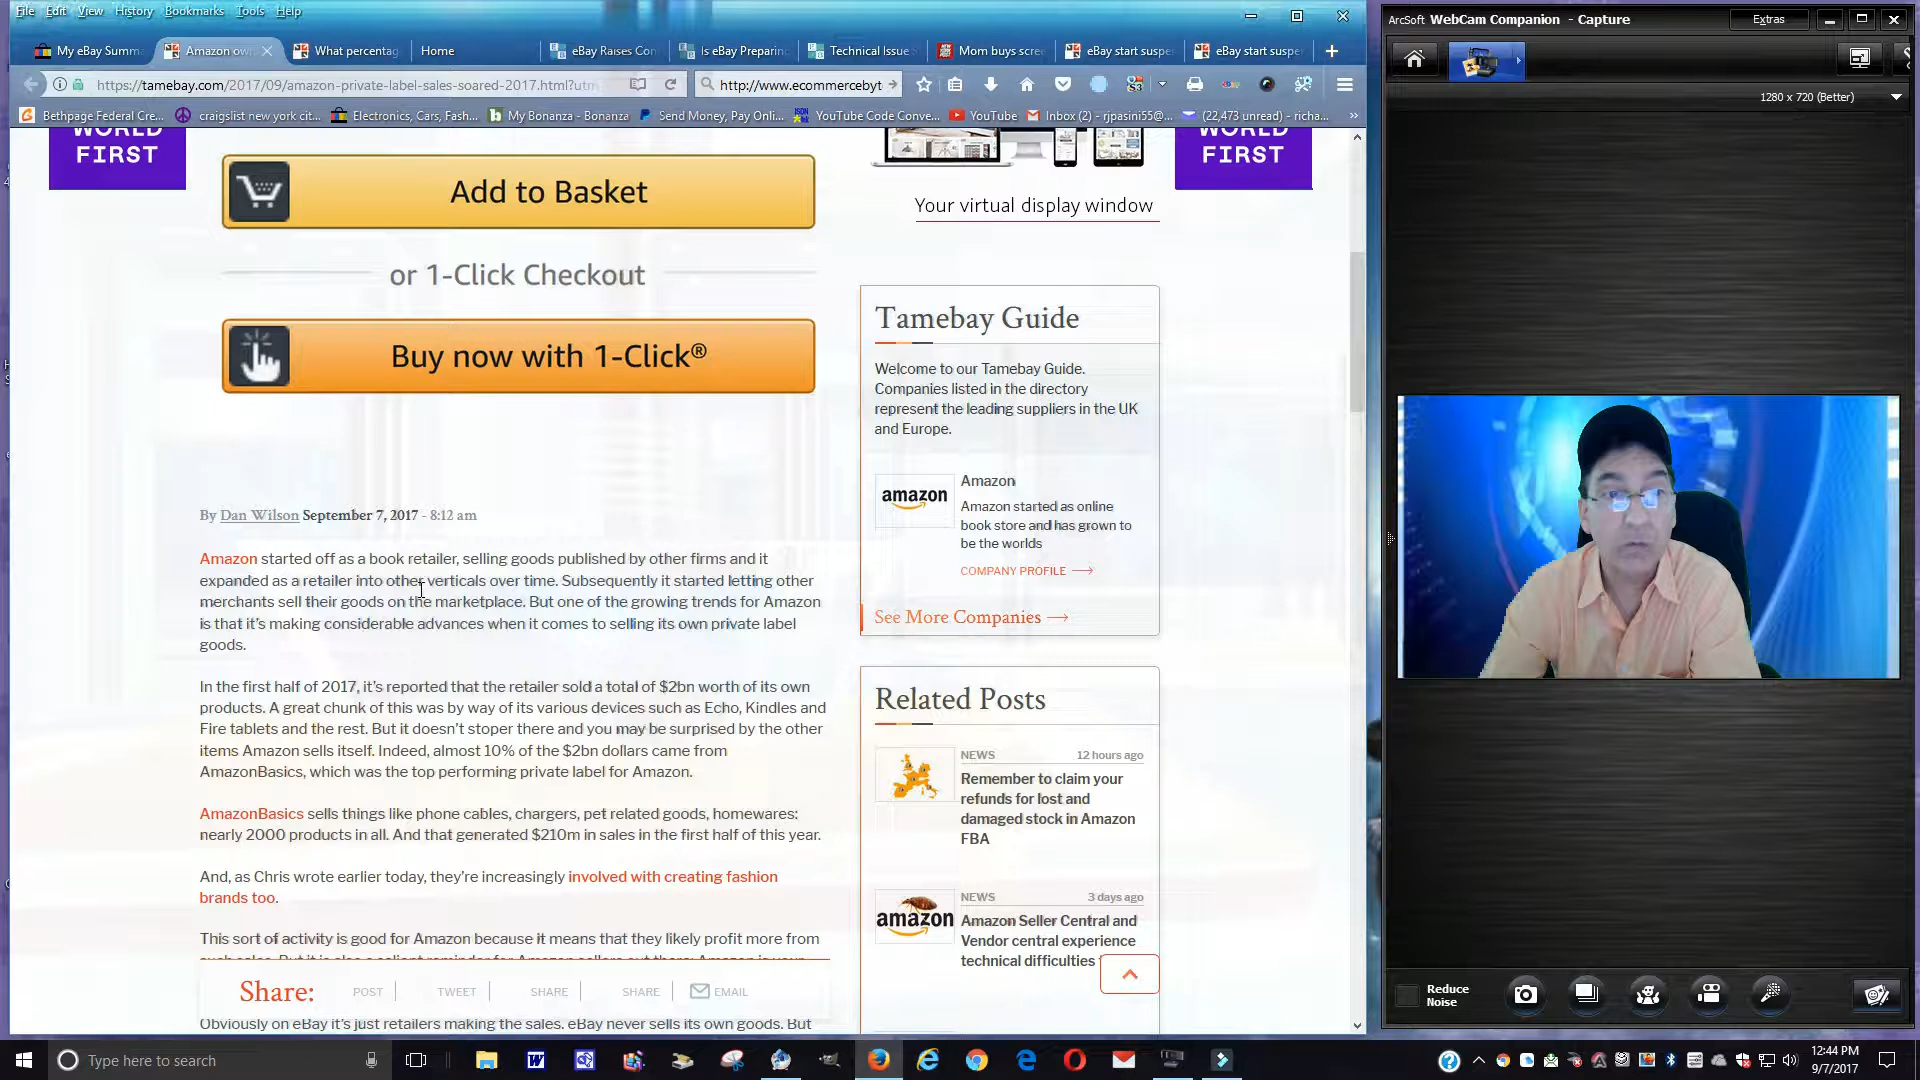 File Edit View History Bookmarks Tools Help
My eBay Summa
Amazon ow
What percentag
Home
eBay Raises Con
is eBay Preparin
Technical Issue
Mom buys scre
eBay start suspe
eBay start suspe
https://tamebay.com/2017/09/amazon-private-label-sales-soared-2017.html?utm
http://www.ecommercebyt
Bethpage Federal Cre...
craigslist new york cit...
Electronics, Cars, Fash...
My Bonanza - Bonanza
Send Money, Pay Onli...
YouTube Code Conve...
YouTube
Inbox (2) - rjpasini55@...
(22,473 unread) - richa...
WORLD
FIRST
Add to Basket
or 1-Click Checkout
Buy now with 1-Click®
By Dan Wilson September 7, 2017 - 8:12 am
Amazon started off as a book retailer, selling goods published by other firms and it
expanded as a retailer into other verticals over time. Subsequently it started letting other
merchants sell their goods on the marketplace. But one of the growing trends for Amazon
is that it's making considerable advances when it comes to selling its own private label
goods.
In the first half of 2017, it's reported that the retailer sold a total of $2bn worth of its own
products. A great chunk of this was by way of its various devices such as Echo, Kindles and
Fire tablets and the rest. But it doesn't stoper there and you may be surprised by the other
items Amazon sells itself. Indeed, almost 10% of the $2bn dollars came from
AmazonBasics, which was the top performing private label for Amazon.
AmazonBasics sells things like phone cables, chargers, pet related goods, homewares:
nearly 2000 products in all. And that generated $210m in sales in the first half of this year.
And, as Chris wrote earlier today, they're increasingly involved with creating fashion
brands too.
This sort of activity is good for Amazon because it means that they likely profit more from
Share:
POST
TWEET
SHARE
SHARE
EMAIL
Obviously on eBay it's just retailers making the sales. eBay never sells its own goods. But
Your virtual display window
WORLD
FIRST
Tamebay Guide
Welcome to our Tamebay Guide.
Companies listed in the directory
represent the leading suppliers in the UK
and Europe.
amazon
Amazon
Amazon started as online
book store and has grown to
be the worlds
COMPANY PROFILE
See More Companies
Related Posts
NEWS 12 hours ago
Remember to claim your
refunds for lost and
damaged stock in Amazon
FBA
NEWS 3 days ago
amazon
Amazon Seller Central and
Vendor central experience
technical difficulties
ArcSoft WebCam Companion - Capture
Extras
1280 x 720 (Better)
Reduce
Noise
Type here to search
12:44 PM
9/7/2017